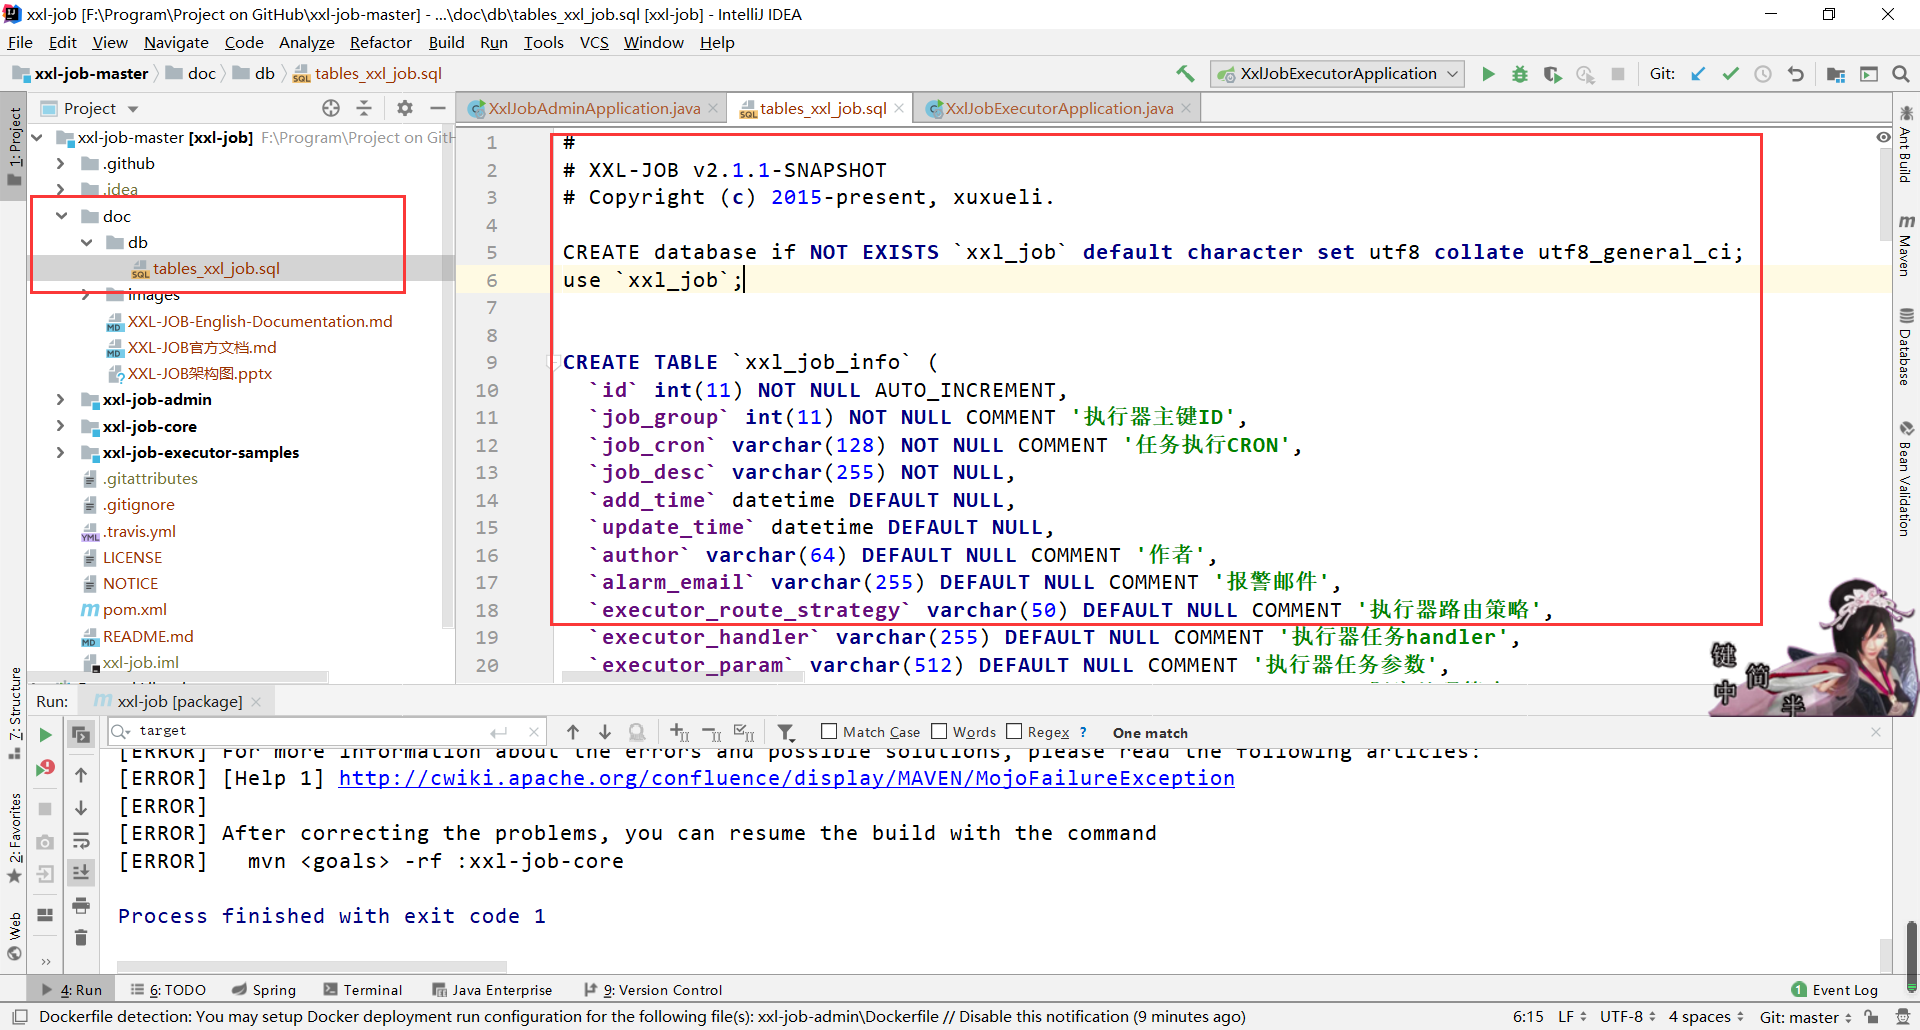 xxl-job [F:\Program\Project on GitHub\xxl-job-master] - ...\doc\db\tables_xxl_job.sql [xxl-job] - IntelliJ IDEA
File Edit View Navigate Code Analyze Refactor Build Run Tools VCS Window Help
xxl-job-master doc db tables_xxl_job.sql XxlJobExecutorApplication Git:
Project XxlJobAdminApplication.java tables_xxl_job.sql XxlJobExecutorApplication.java
1: Project
xxl-job-master [xxl-job] F:\Program\Project on GitH
.github
.idea
doc
db
tables_xxl_job.sql
images
XXL-JOB-English-Documentation.md
XXL-JOB官方文档.md
XXL-JOB架构图.pptx
xxl-job-admin
xxl-job-core
xxl-job-executor-samples
.gitattributes
.gitignore
.travis.yml
LICENSE
NOTICE
pom.xml
README.md
xxl-job.iml
1 #
2 # XXL-JOB v2.1.1-SNAPSHOT
3 # Copyright (c) 2015-present, xuxueli.
4
5 CREATE database if NOT EXISTS `xxl_job` default character set utf8 collate utf8_general_ci;
6 use `xxl_job`;
7
8
9 CREATE TABLE `xxl_job_info` (
10 `id` int(11) NOT NULL AUTO_INCREMENT,
11 `job_group` int(11) NOT NULL COMMENT '执行器主键ID',
12 `job_cron` varchar(128) NOT NULL COMMENT '任务执行CRON',
13 `job_desc` varchar(255) NOT NULL,
14 `add_time` datetime DEFAULT NULL,
15 `update_time` datetime DEFAULT NULL,
16 `author` varchar(64) DEFAULT NULL COMMENT '作者',
17 `alarm_email` varchar(255) DEFAULT NULL COMMENT '报警邮件',
18 `executor_route_strategy` varchar(50) DEFAULT NULL COMMENT '执行器路由策略',
19 `executor_handler` varchar(255) DEFAULT NULL COMMENT '执行器任务handler',
20 `executor_param` varchar(512) DEFAULT NULL COMMENT '执行器任务参数',
Ant Build
Maven
Database
Bean Validation
键
中 简 半
Z: Structure
2: Favorites
Web
Run: xxl-job [package]
target Match Case Words Regex ? One match
[ERROR] For more information about the errors and possible solutions, please read the following articles:
[ERROR] [Help 1] http://cwiki.apache.org/confluence/display/MAVEN/MojoFailureException
[ERROR]
[ERROR] After correcting the problems, you can resume the build with the command
[ERROR] mvn <goals> -rf :xxl-job-core
Process finished with exit code 1
4: Run 6: TODO Spring Terminal Java Enterprise 9: Version Control 1 Event Log
Dockerfile detection: You may setup Docker deployment run configuration for the following file(s): xxl-job-admin\Dockerfile // Disable this notification (9 minutes ago) 6:15 LF UTF-8 4 spaces Git: master